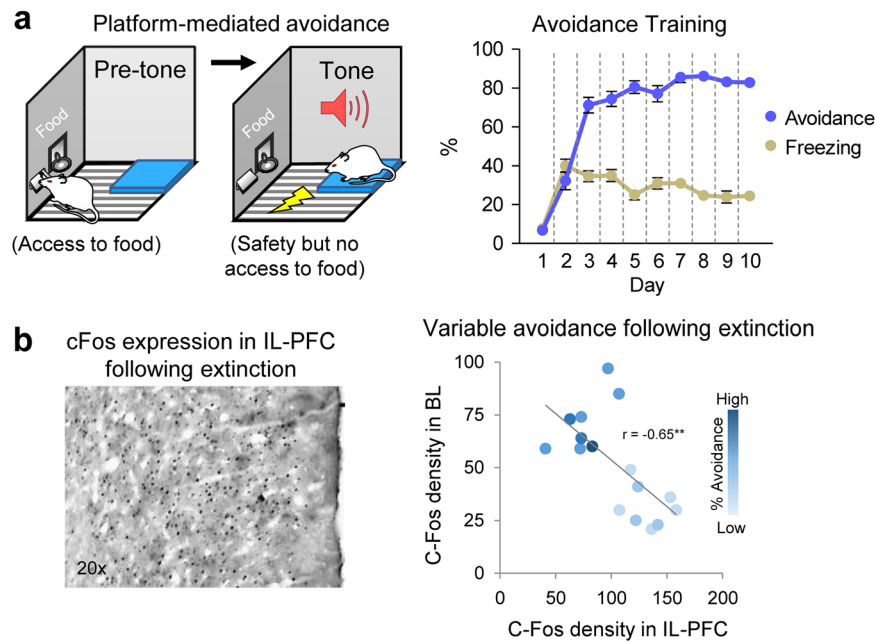 a
Platform-mediated avoidance
Pre-tone
Food
(Access to food)
Tone
Food
(Safety but no
access to food)
Avoidance Training
100
80
60
40
20
0
%
1 2 3 4 5 6 7 8 9 10
Day
Avoidance
Freezing
b
cFos expression in IL-PFC
following extinction
20x
Variable avoidance following extinction
100
75
50
25
0
C-Fos density in BL
r = -0.65**
High
% Avoidance
Low
0 50 100 150 200
C-Fos density in IL-PFC